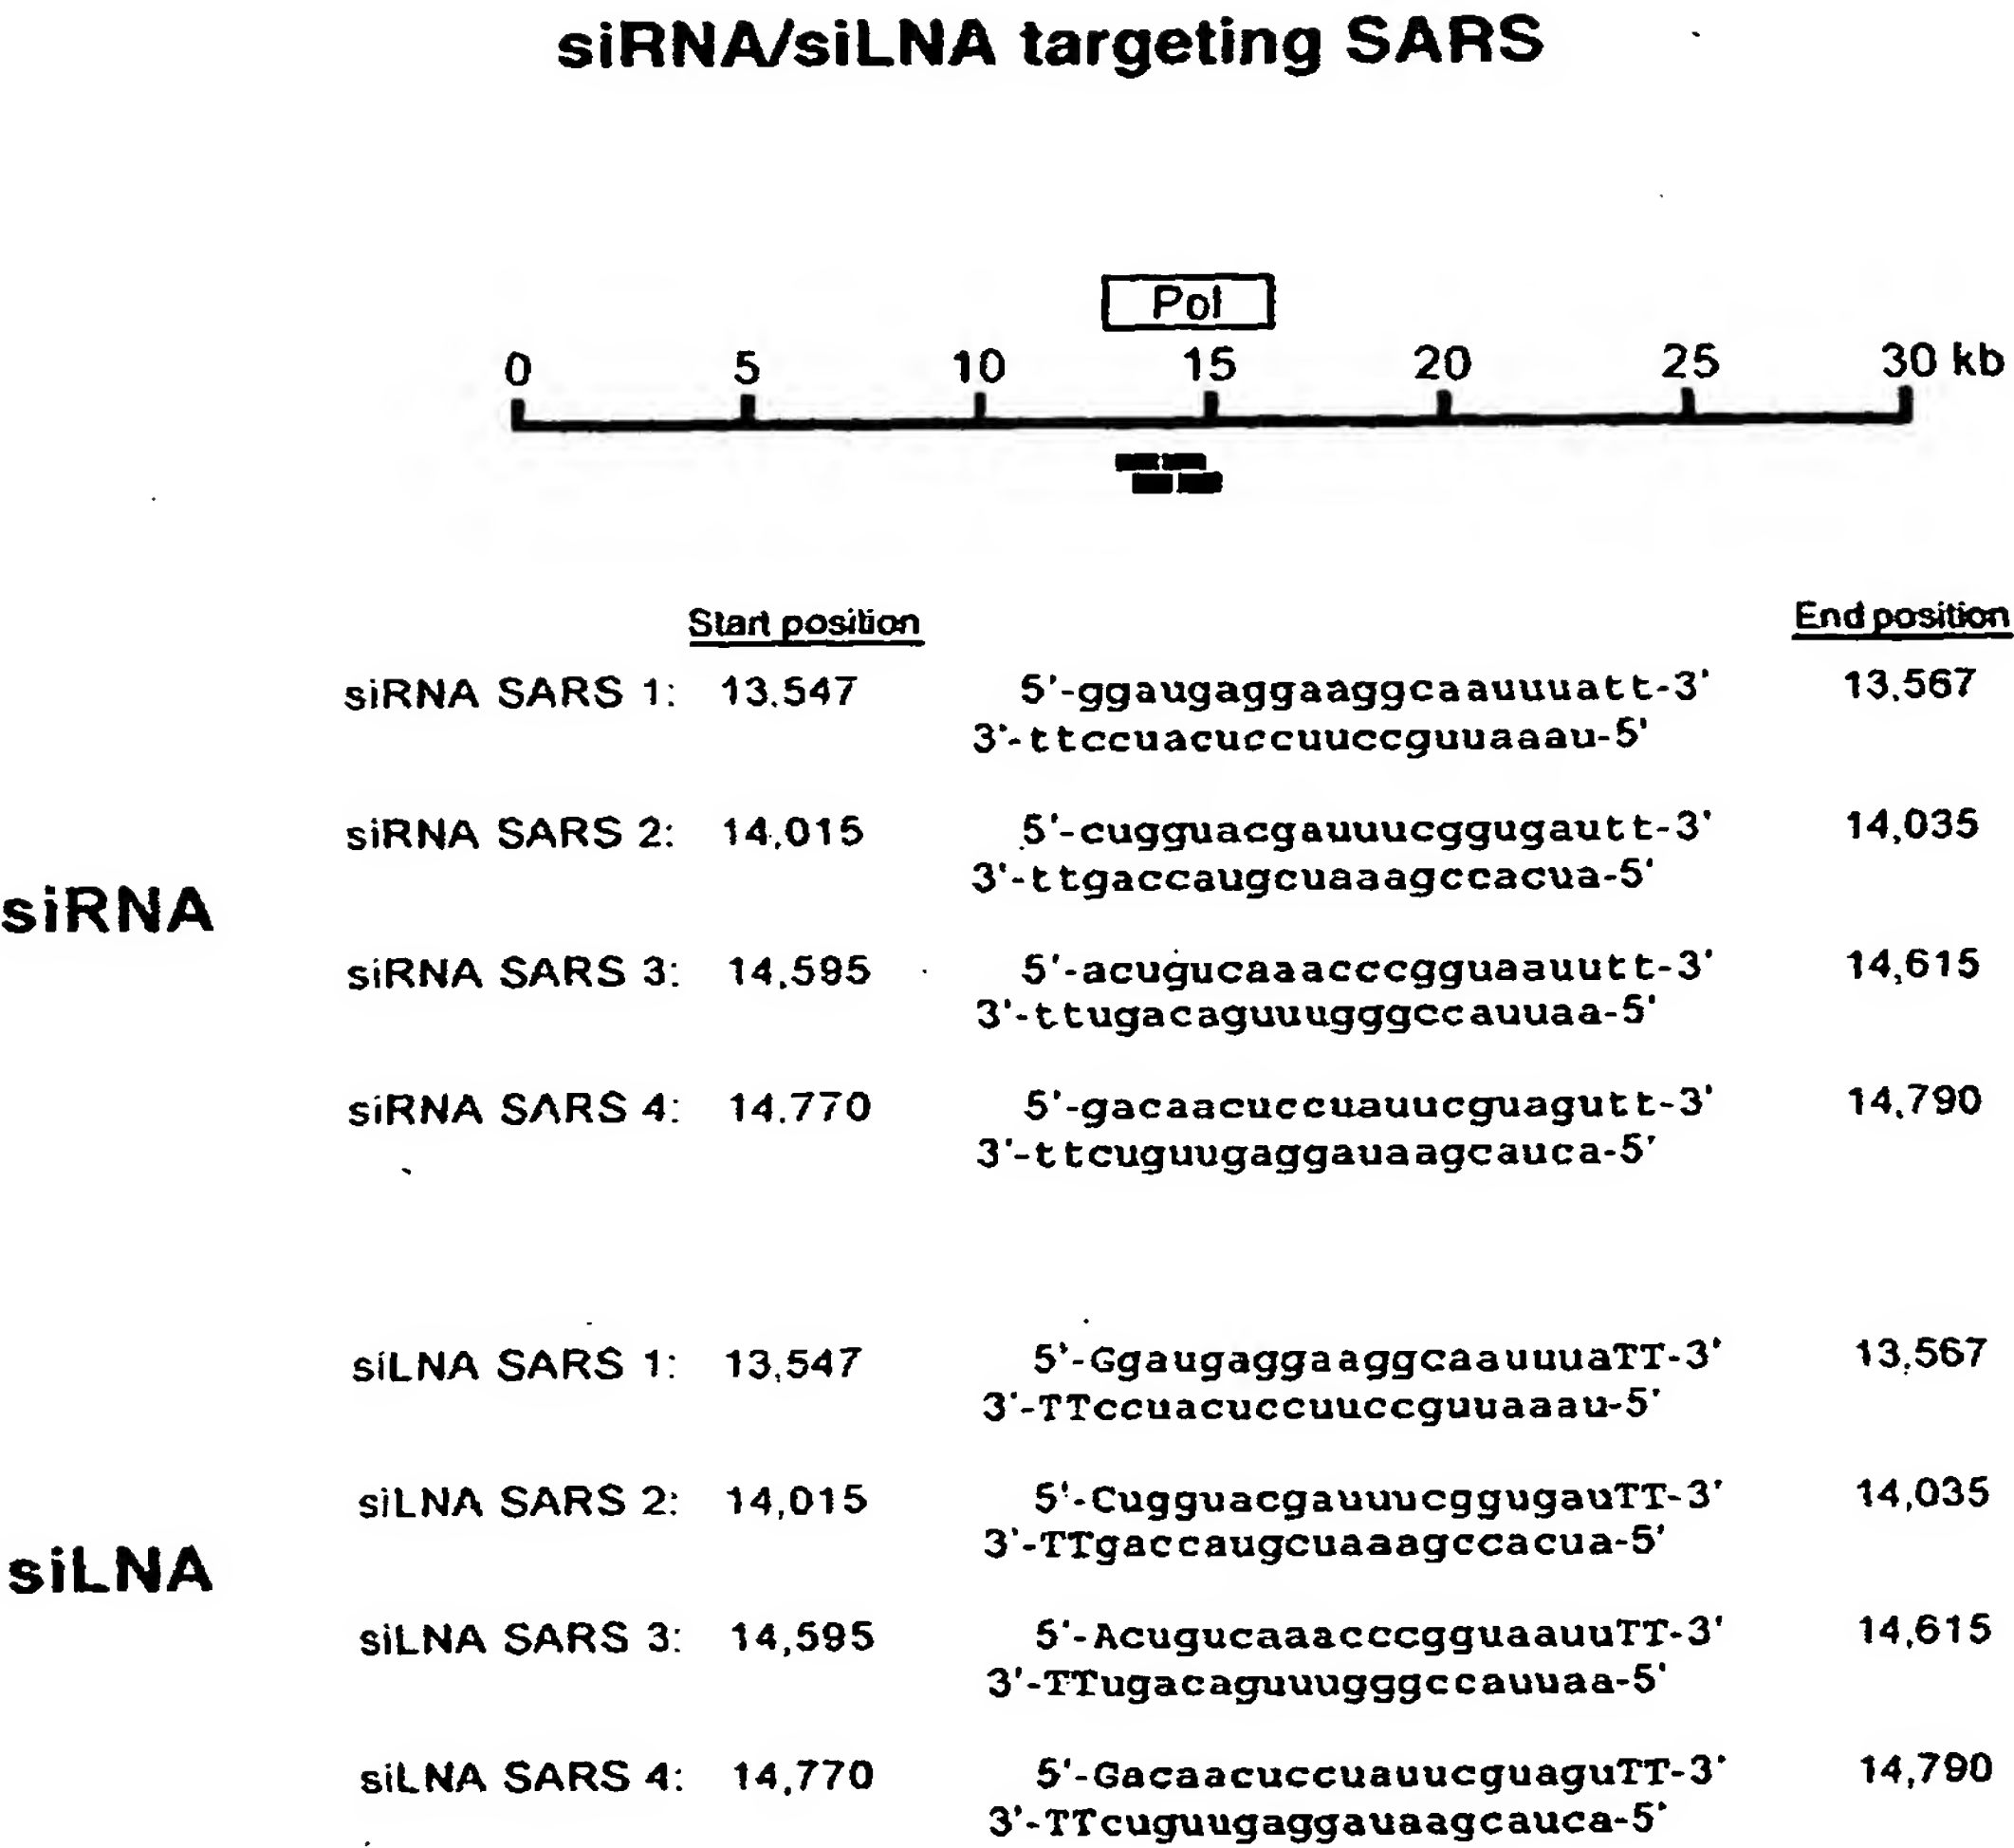 siRNA/siLNA targeting SARS
Pol
0 5 10 15 20 25 30 kb
Start position End position
siRNA SARS 1: 13.547 5'-ggaugaggaaggcaauuuatt-3' 13.567
3'-ttccuacuccuuccguuaaau-5'
siRNA SARS 2: 14.015 5'-cugguacgauuucggugautt-3' 14,035
3'-ttgaccaugcuaaagccacua-5'
siRNA
siRNA SARS 3: 14.595 5'-acugucaaacccgguaauutt-3' 14,615
3'-ttugacaguuugggccauuaa-5'
siRNA SARS 4: 14.770 5'-gacaacuccuauucguagutt-3' 14.790
3'-ttcuguugaggauaagcauca-5'
siLNA SARS 1: 13,547 5'-GgaugaggaaggcaauuuaTT-3' 13.567
3'-TTccuacuccuuccguuaaau-5'
siLNA SARS 2: 14,015 5'-CugguacgauuucggugauTT-3' 14,035
3'-TTgaccaugcuaaagccacua-5'
siLNA
siLNA SARS 3: 14,595 5'-AcugucaaacccgguaauuTT-3' 14,615
3'-TTugacaguuugggccauuaa-5'
siLNA SARS 4: 14,770 5'-GacaacuccuauucguaguTT-3' 14,790
3'-TTcuguugaggauaagcauca-5'